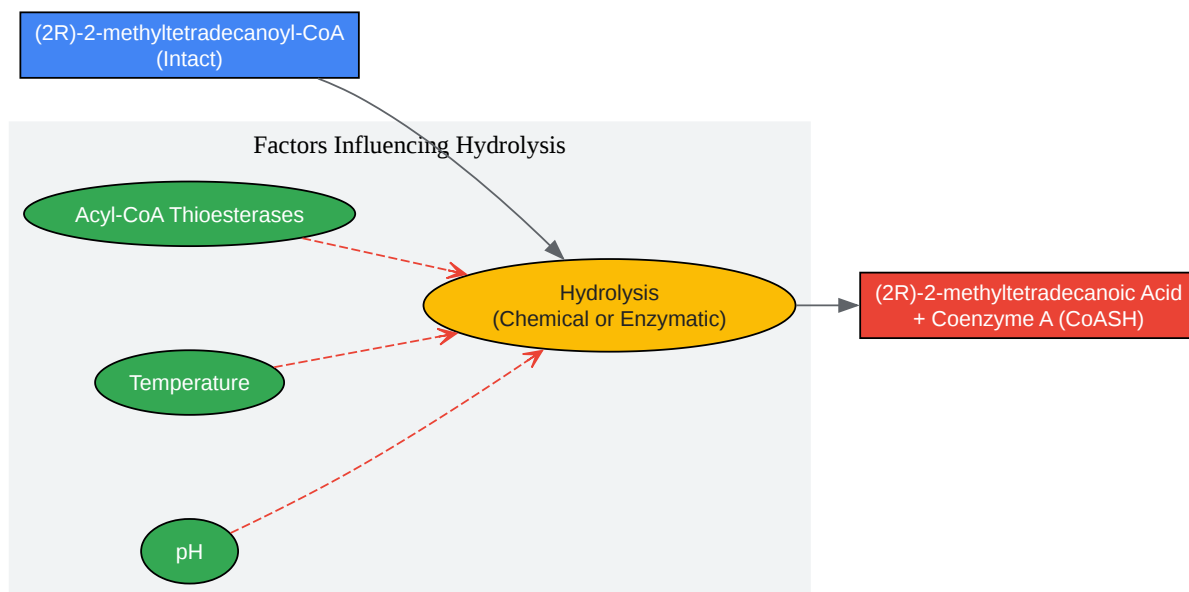 (2R)-2-methyltetradecanoyl-CoA
(Intact)
Factors Influencing Hydrolysis
Acyl-CoA Thioesterases
Hydrolysis
(Chemical or Enzymatic)
(2R)-2-methyltetradecanoic Acid
+ Coenzyme A (CoASH)
Temperature
pH